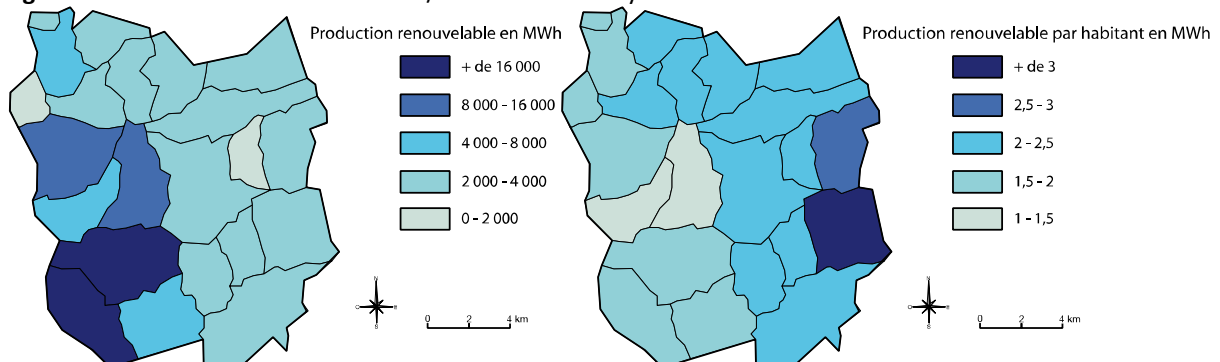 Production renouvelable en MWh
+ de 16 000
8 000 - 16 000
4 000 - 8 000
2 000 - 4 000
0 - 2 000
N
O
E
S
0 2 4 km
Production renouvelable par habitant en MWh
+ de 3
2,5 - 3
2 - 2,5
1,5 - 2
1 - 1,5
N
O
E
S
0 2 4 km